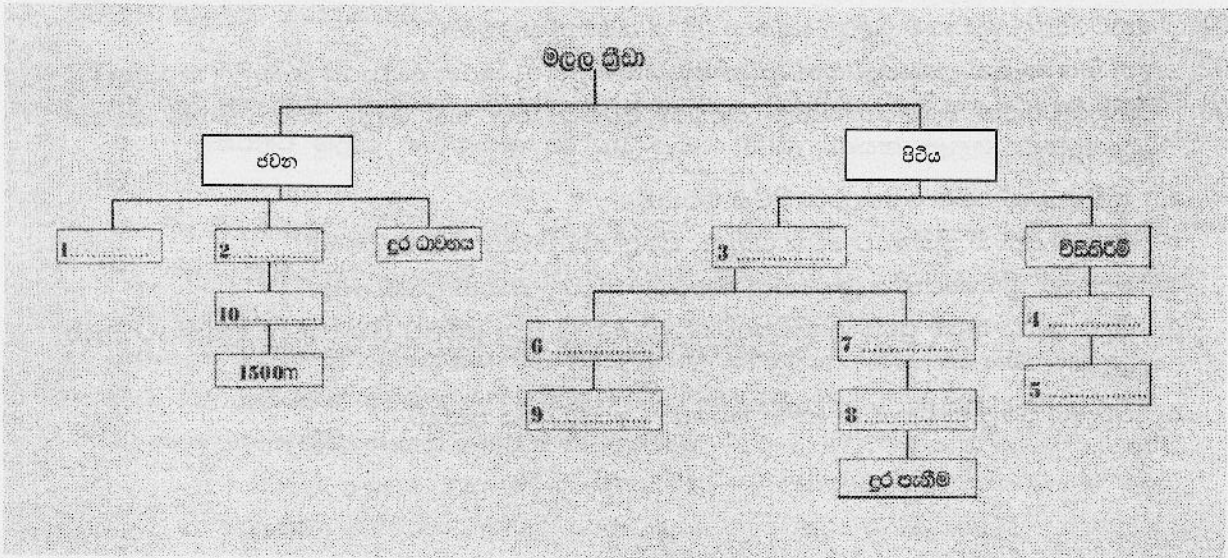 මලල ක්‍රීඩා
ජවන
පිටිය
1................
2................
දුර ධාවනය
3 ................
විසිකිරීම්
10 ................
4 ................
1500m
6 ................
7 ................
5 ................
9 ................
8 ................
දුර පැනීම